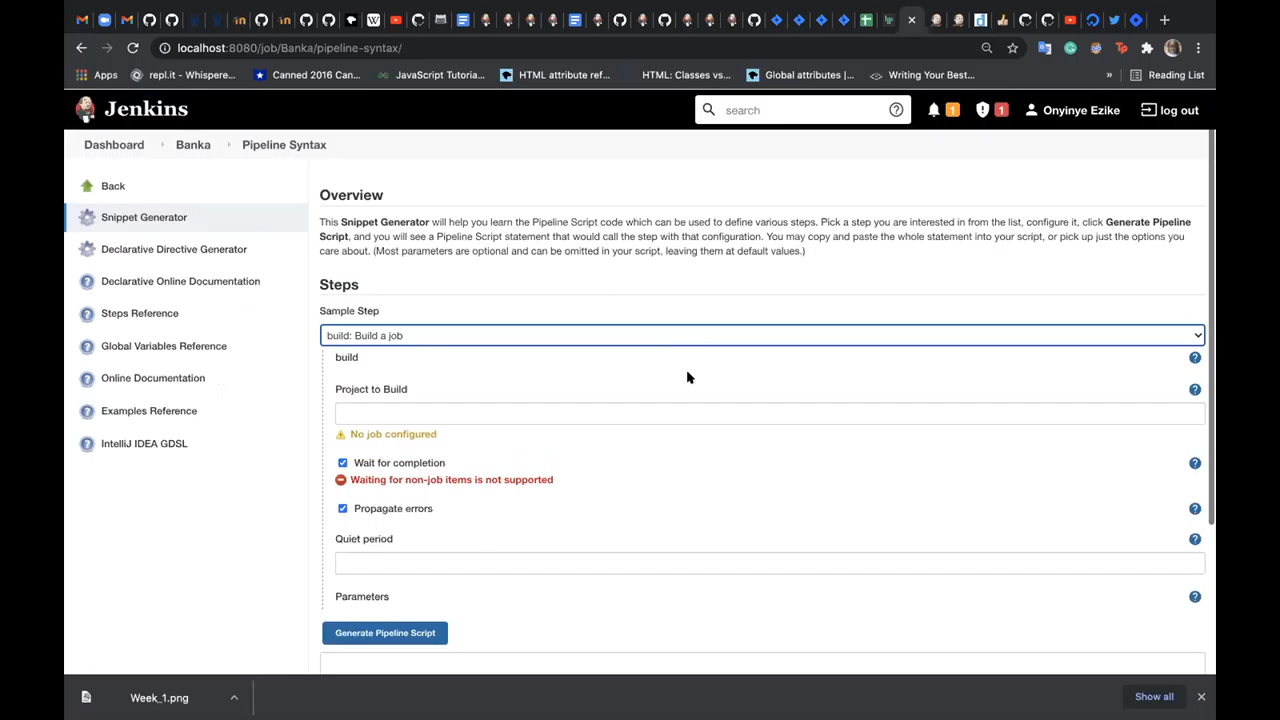 localhost:8080/job/Banka/pipeline-syntax/
Apps
repl.it - Whispere...
Canned 2016 Can...
JavaScript Tutoria...
HTML attribute ref...
HTML: Classes vs...
Global attributes |...
Writing Your Best...
»
Reading List
Jenkins
search
1
1
Onyinye Ezike
log out
Dashboard
Banka
Pipeline Syntax
Back
Snippet Generator
Declarative Directive Generator
Declarative Online Documentation
Steps Reference
Global Variables Reference
Online Documentation
Examples Reference
IntelliJ IDEA GDSL
Overview
This Snippet Generator will help you learn the Pipeline Script code which can be used to define various steps. Pick a step you are interested in from the list, configure it, click Generate Pipeline
Script, and you will see a Pipeline Script statement that would call the step with that configuration. You may copy and paste the whole statement into your script, or pick up just the options you
care about. (Most parameters are optional and can be omitted in your script, leaving them at default values.)
Steps
Sample Step
build: Build a job
build
Project to Build
No job configured
Wait for completion
Waiting for non-job items is not supported
Propagate errors
Quiet period
Parameters
Generate Pipeline Script
Week_1.png
Show all